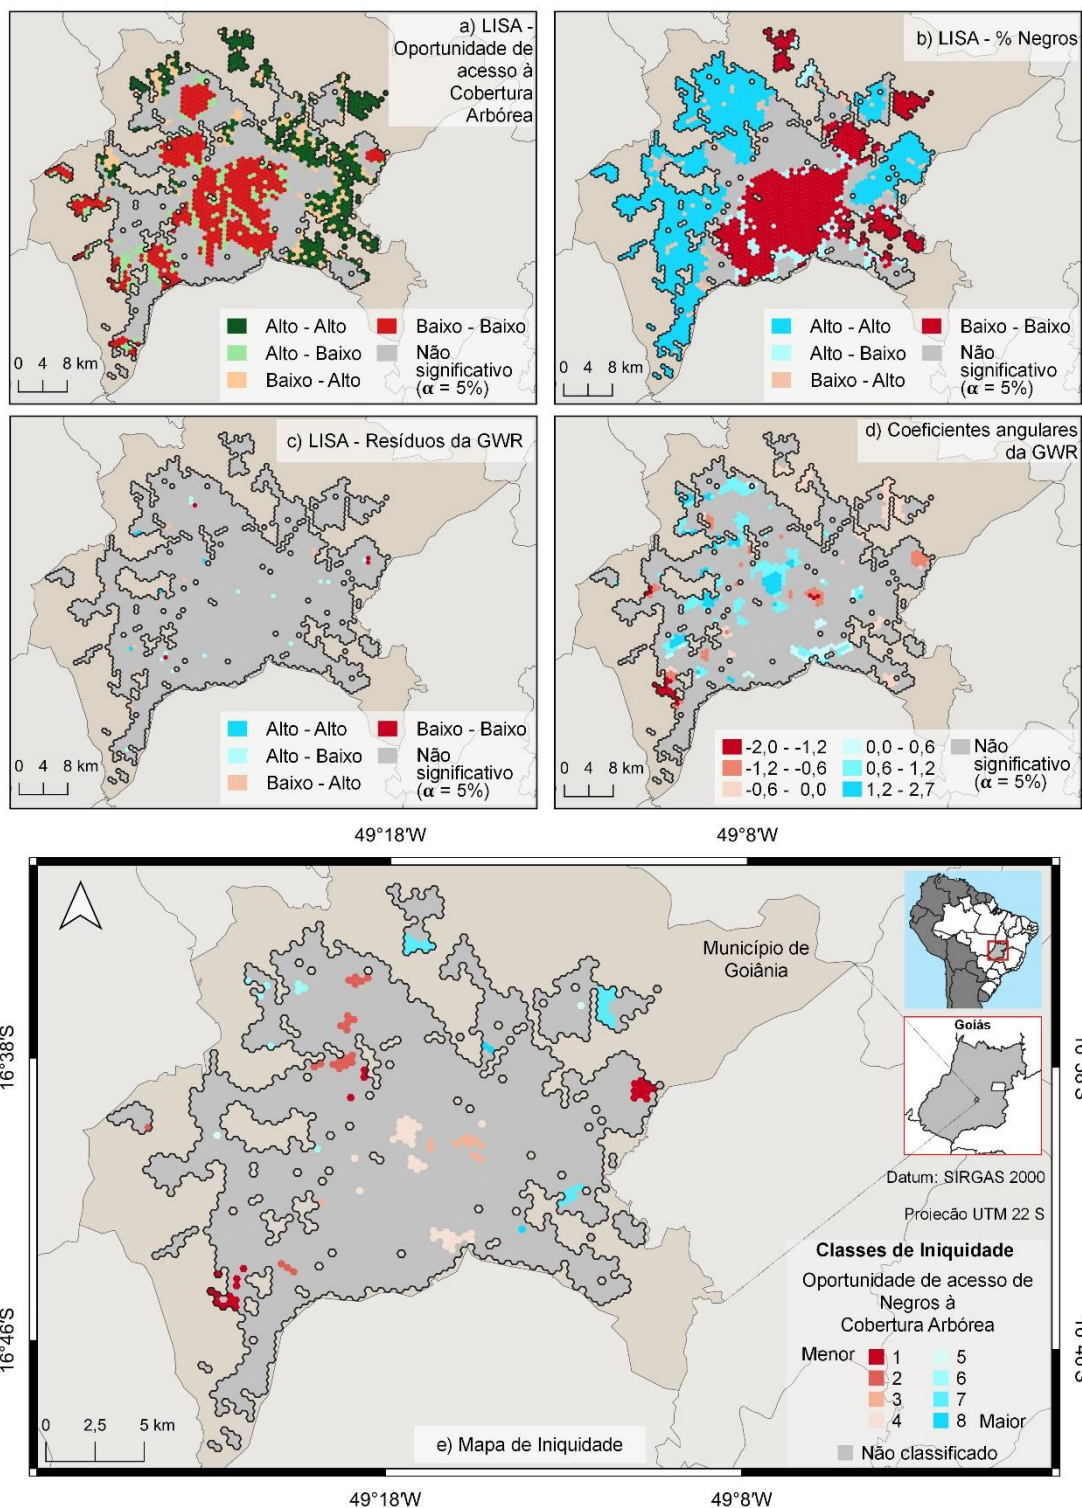 a) LISA -
Oportunidade de
acesso à
Cobertura
Arbórea
Alto - Alto
Baixo - Baixo
Alto - Baixo
Não
significativo
(α = 5%)
Baixo - Alto
0 4 8 km
b) LISA - % Negros
Alto - Alto
Baixo - Baixo
Alto - Baixo
Não
significativo
(α = 5%)
Baixo - Alto
0 4 8 km
c) LISA - Resíduos da GWR
Alto - Alto
Baixo - Baixo
Alto - Baixo
Não
significativo
(α = 5%)
Baixo - Alto
0 4 8 km
d) Coeficientes angulares
da GWR
-2,0 - -1,2
0,0 - 0,6
Não
significativo
(α = 5%)
-1,2 - -0,6
0,6 - 1,2
-0,6 - 0,0
1,2 - 2,7
0 4 8 km
49°18'W
49°8'W
Município de
Goiânia
Goiás
16°38'S
16°38'S
Datum: SIRGAS 2000
Projecão UTM 22 S
Classes de Iniquidade
Oportunidade de acesso de
Negros à
Cobertura Arbórea
Menor 1 5
2 6
3 7
4 8 Maior
Não classificado
16°46'S
16°46'S
0 2,5 5 km
e) Mapa de Iniquidade
49°18'W
49°8'W